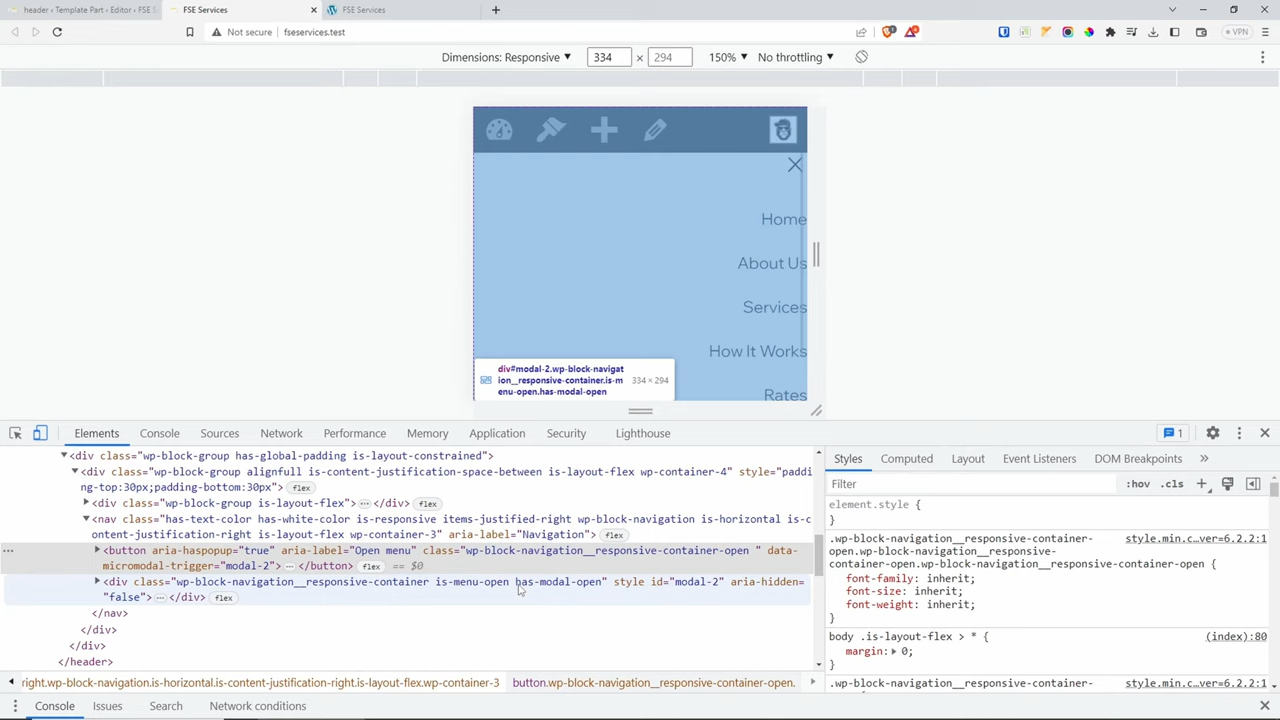 header ‹ Template Part ‹ Editor ‹ FSE S
FSE Services
FSE Services
Not secure
fseservices.test
VPN
Dimensions: Responsive
334
×
294
150%
No throttling
Home
About Us
Services
How It Works
Rates
div#modal-2.wp-block-navigat
ion__responsive-container.is-m
enu-open.has-modal-open
334 × 294
Elements
Console
Sources
Network
Performance
Memory
Application
Security
Lighthouse
1
<div class="wp-block-group has-global-padding is-layout-constrained">
<div class="wp-block-group alignfull is-content-justification-space-between is-layout-flex wp-container-4" style="paddi
ng-top:30px;padding-bottom:30px"> flex
<div class="wp-block-group is-layout-flex"> ⋯ </div> flex
<nav class="has-text-color has-white-color is-responsive items-justified-right wp-block-navigation is-horizontal is-c
ontent-justification-right is-layout-flex wp-container-3" aria-label="Navigation"> flex
<button aria-haspopup="true" aria-label="Open menu" class="wp-block-navigation__responsive-container-open " data-
micromodal-trigger="modal-2"> ⋯ </button> flex == $0
<div class="wp-block-navigation__responsive-container is-menu-open has-modal-open" style id="modal-2" aria-hidden=
"false"> ⋯ </div> flex
</nav>
</div>
</div>
</header>
right.wp-block-navigation.is-horizontal.is-content-justification-right.is-layout-flex.wp-container-3
button.wp-block-navigation__responsive-container-open.
Styles
Computed
Layout
Event Listeners
DOM Breakpoints
Filter
:hov
.cls
element.style {
}
.wp-block-navigation__responsive-container-
open.wp-block-navigation__responsive-
container-open.wp-block-navigation__responsive-container-open {
style.min.c…ver=6.2.2:1
font-family: inherit;
font-size: inherit;
font-weight: inherit;
}
body .is-layout-flex > * {
(index):80
margin: 0;
}
.wp-block-navigation__responsive-container-
style.min.c…ver=6.2.2:1
Console
Issues
Search
Network conditions